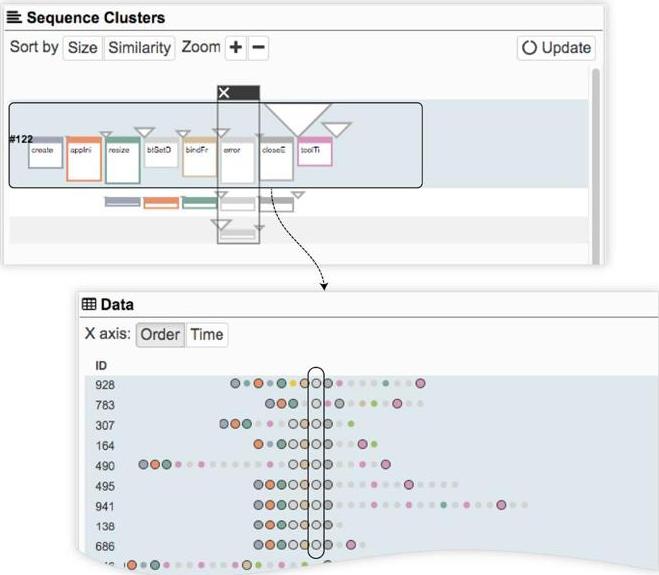 Sequence Clusters
Sort by Size Similarity Zoom + − Update
#122
create appIni resize btSetD bindFr error closeE toolTi
Data
X axis: Order Time
ID
928
783
307
164
490
495
941
138
686